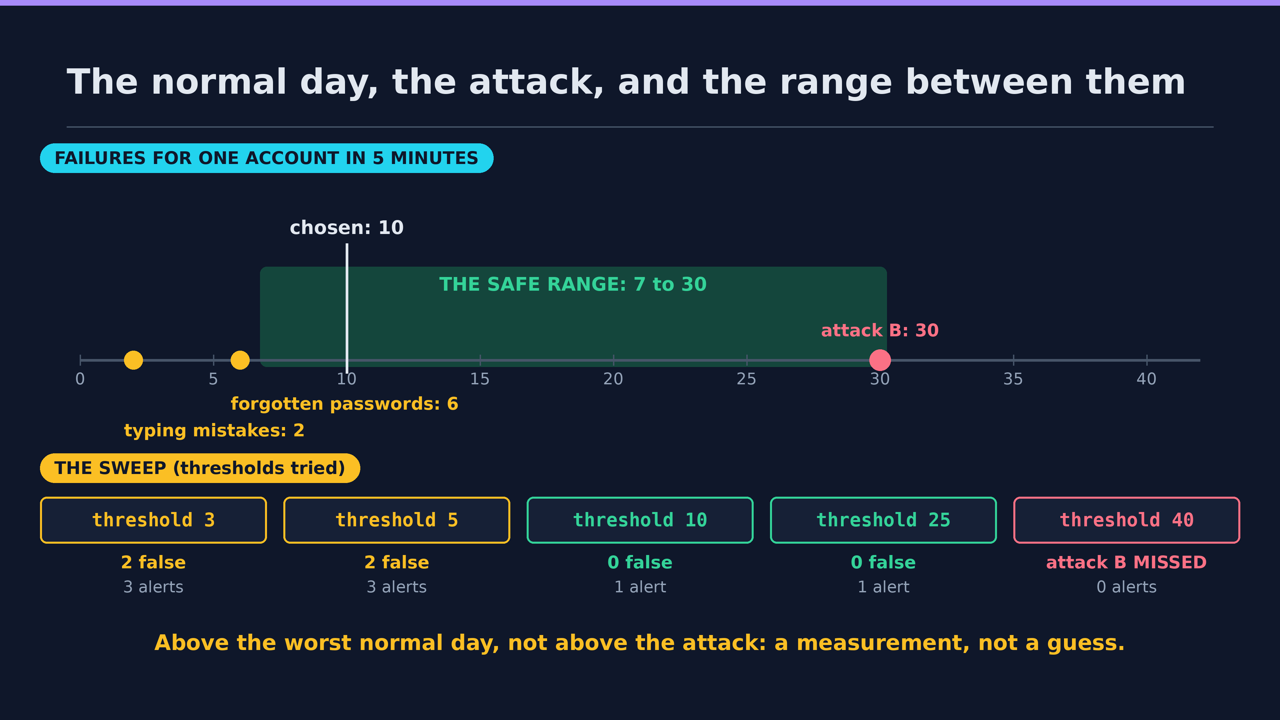 The normal day, the attack, and the range between them
FAILURES FOR ONE ACCOUNT IN 5 MINUTES
chosen: 10
THE SAFE RANGE: 7 to 30
attack B: 30
0 5 10 15 20 25 30 35 40
forgotten passwords: 6
typing mistakes: 2
THE SWEEP (thresholds tried)
threshold 3 threshold 5 threshold 10 threshold 25 threshold 40
2 false 2 false 0 false 0 false attack B MISSED
3 alerts 3 alerts 1 alert 1 alert 0 alerts
Above the worst normal day, not above the attack: a measurement, not a guess.